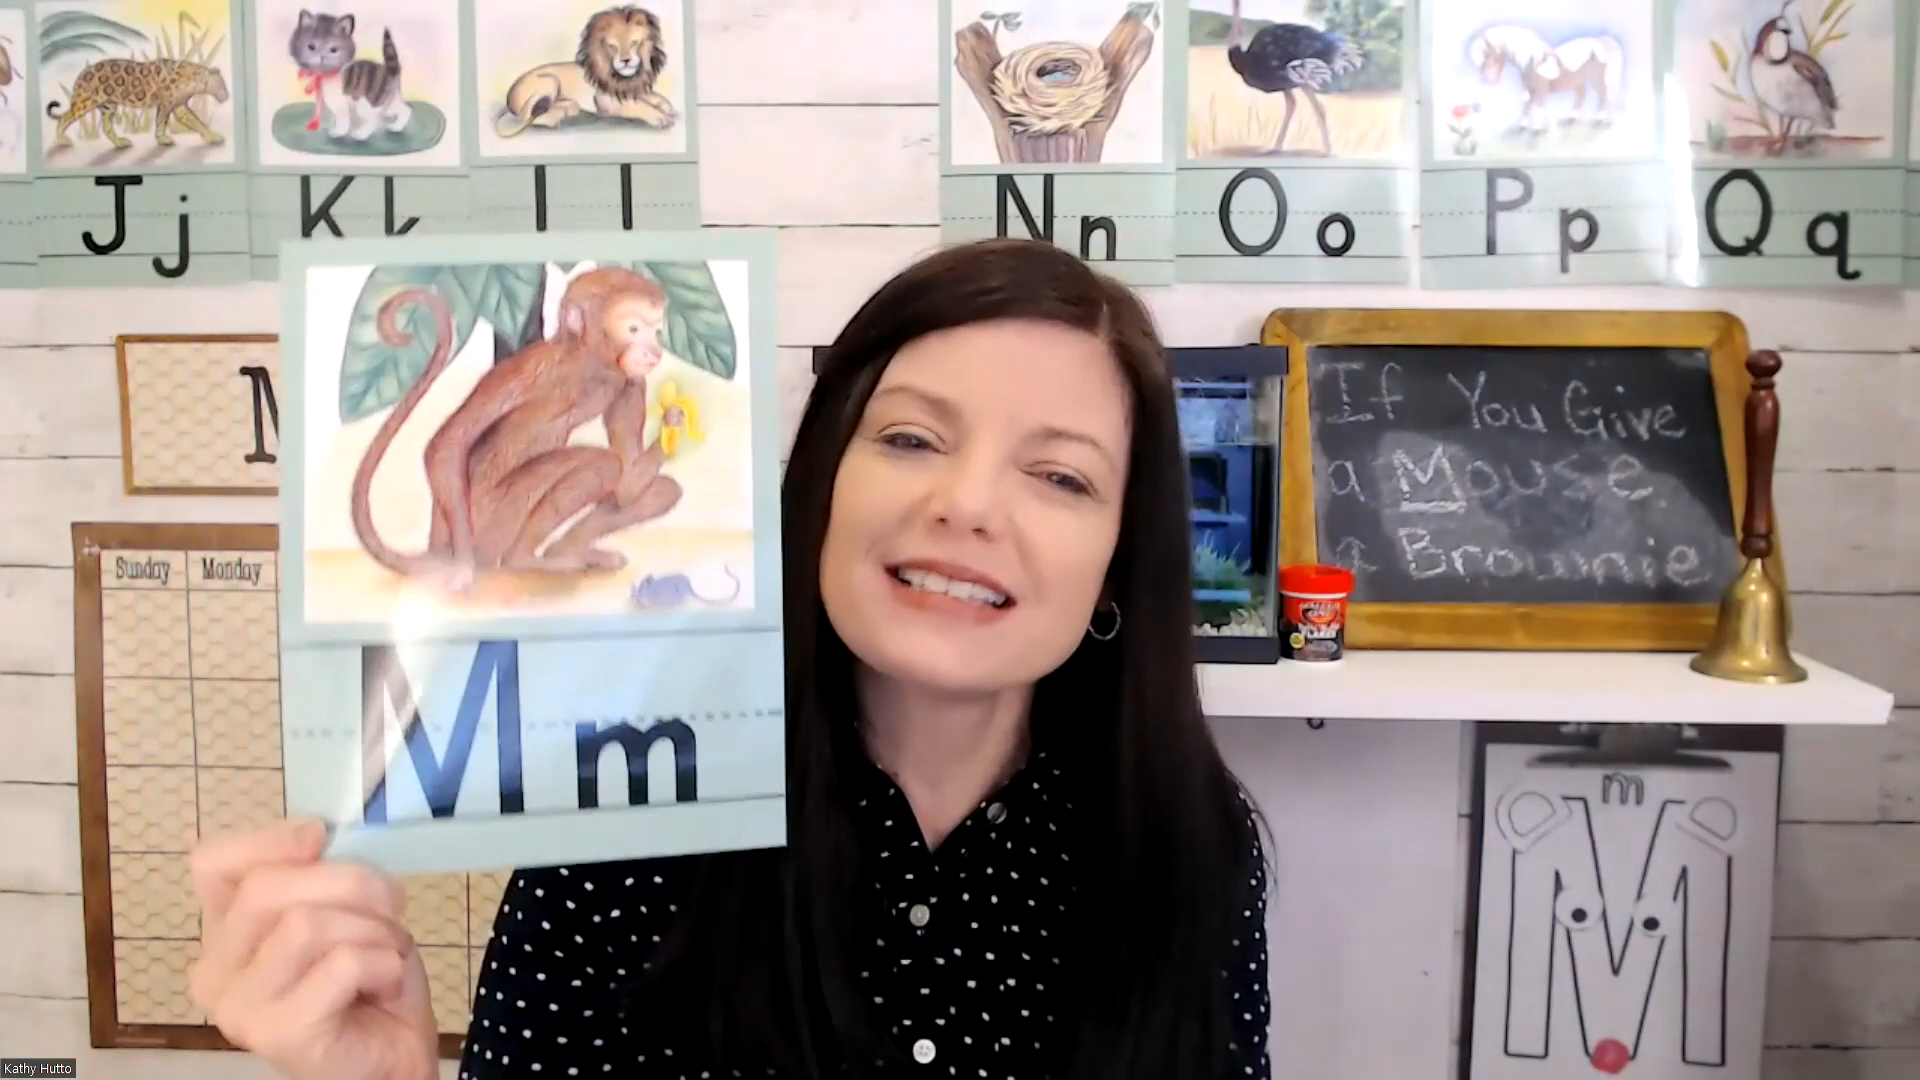 Jj
Kk
Ll
Nn
Oo
Pp
Qq
Mm
Sunday
Monday
If You Give
a Mouse
a Brownie
m
M
Kathy Hutto